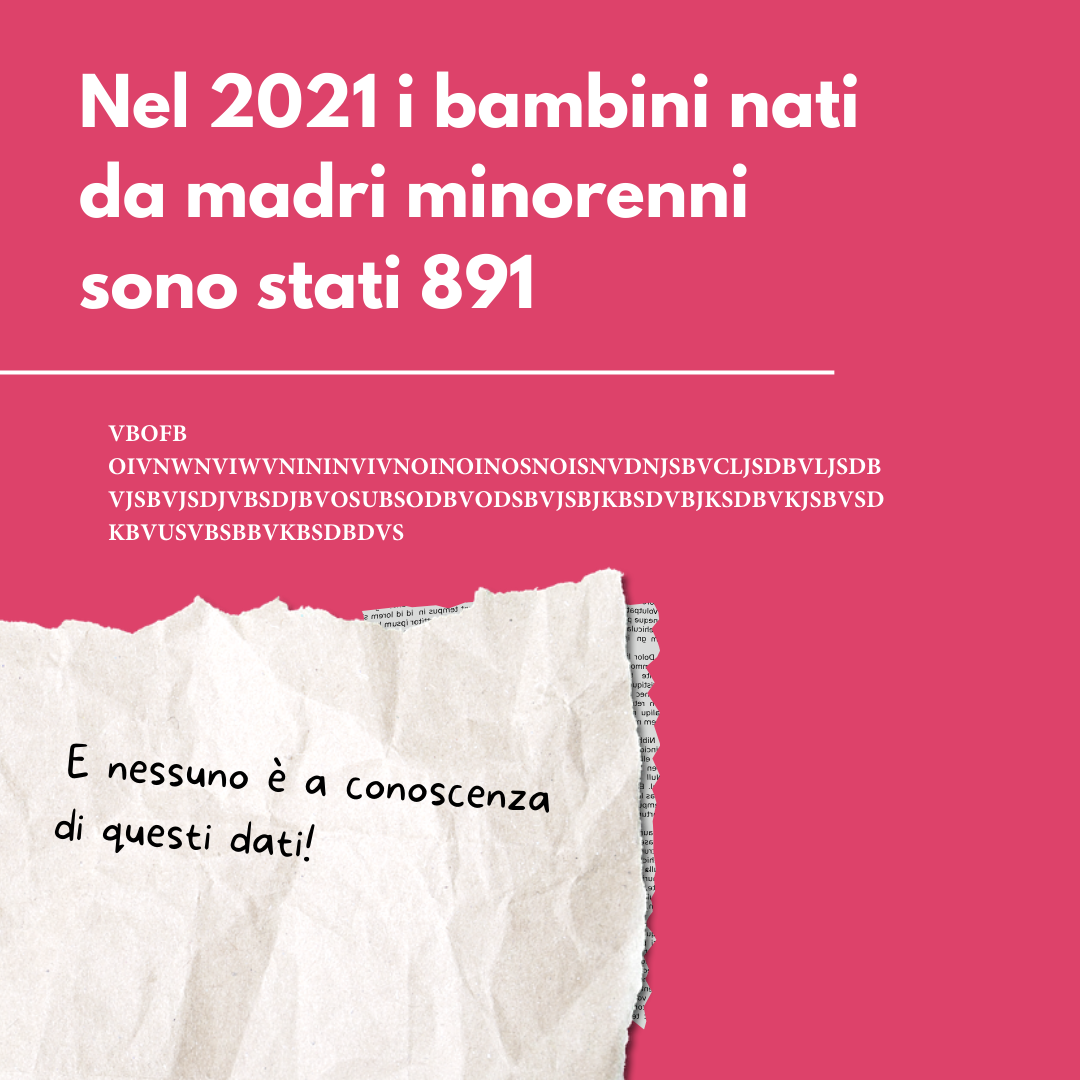 Nel 2021 i bambini nati
da madri minorenni
sono stati 891
VBOFB
OIVNWNVIWVNININVIVNOINOINOSNOISNVDNJSBVCLJSDBVLJSDB
VJSBVJSDJVBSDJBVOSUBSODBVODSBVJSBJKBSDVBJKSDBVKJSBVSD
KBVUSVBSBBVKBSDBDVS
E nessuno è a conoscenza
di questi dati!